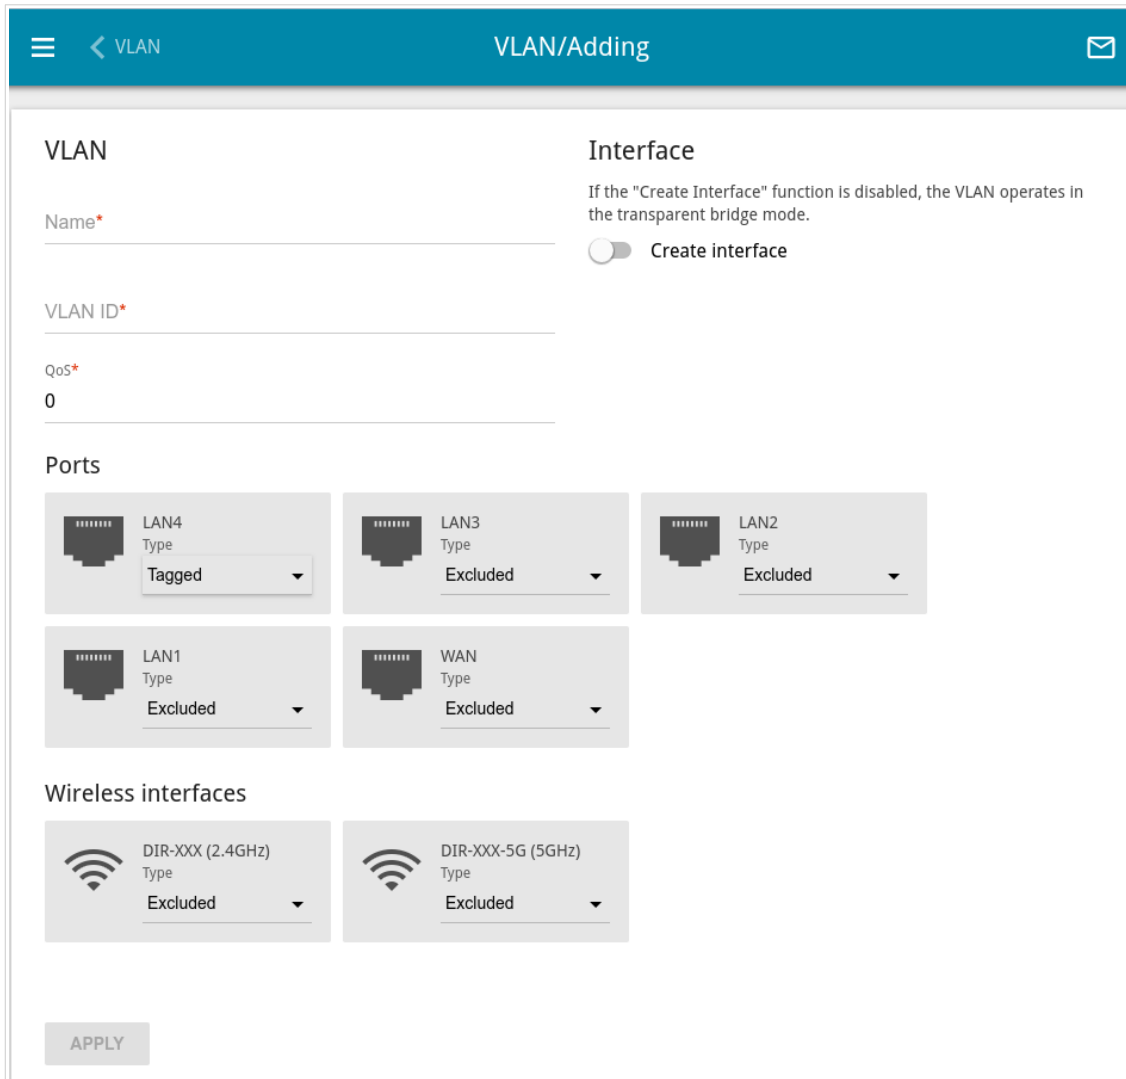 VLAN
VLAN/Adding
VLAN
Name*
VLAN ID*
QoS*
0
Interface
If the "Create Interface" function is disabled, the VLAN operates in
the transparent bridge mode.
Create interface
Ports
LAN4
Type
Tagged
LAN3
Type
Excluded
LAN2
Type
Excluded
LAN1
Type
Excluded
WAN
Type
Excluded
Wireless interfaces
DIR-XXX (2.4GHz)
Type
Excluded
DIR-XXX-5G (5GHz)
Type
Excluded
APPLY